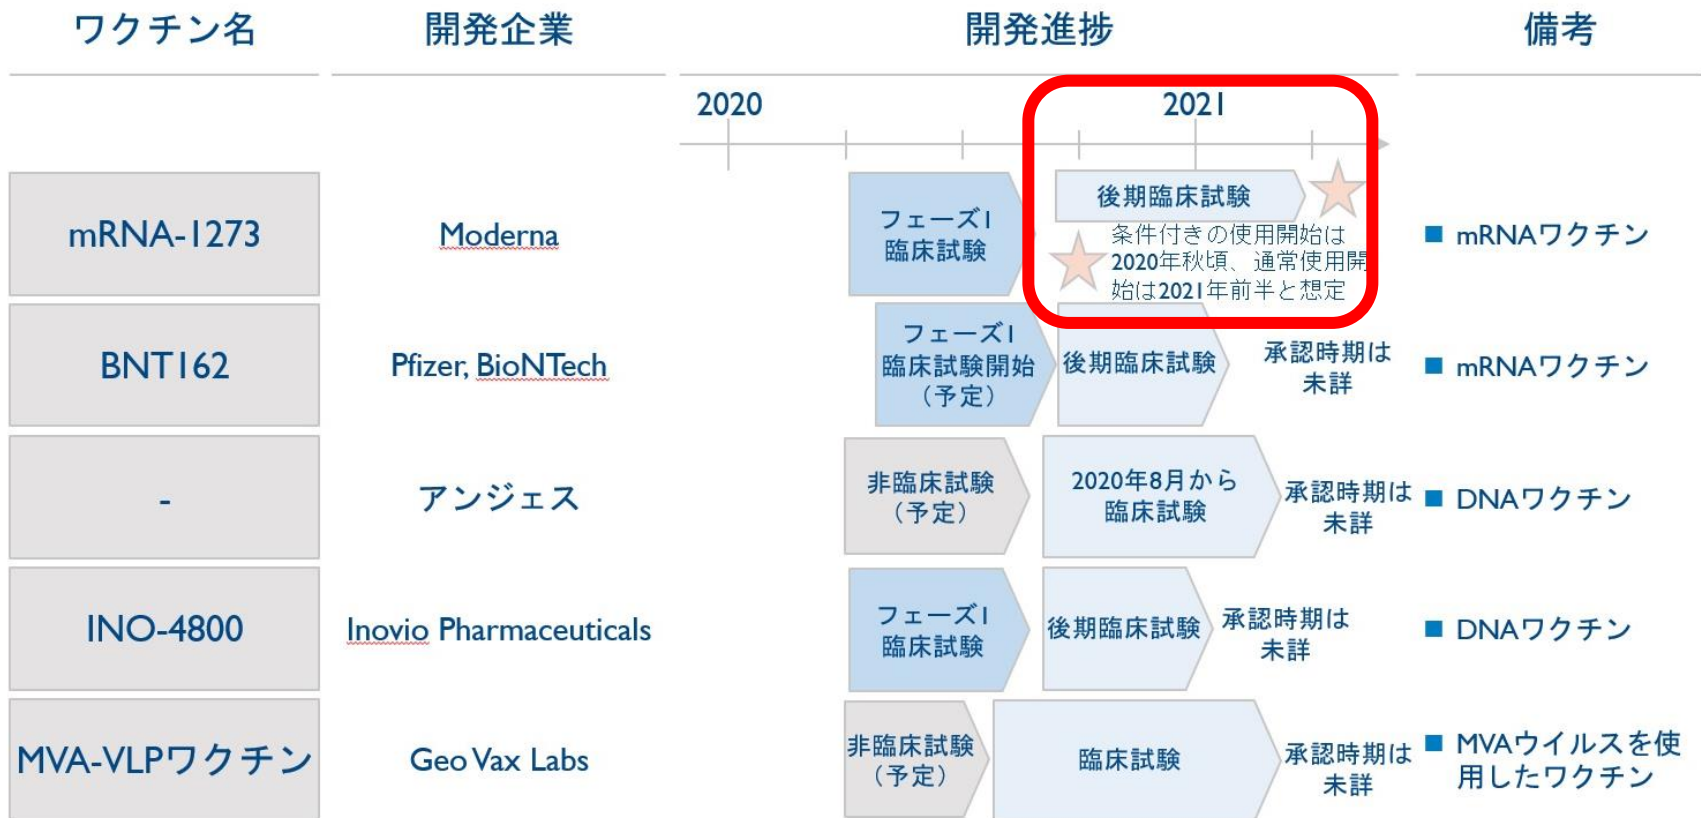 ワクチン名
開発企業
開発進捗
備考
2020
2021
mRNA-1273
Moderna
フェーズ1
臨床試験
後期臨床試験
条件付きの使用開始は
2020年秋頃、通常使用開
始は2021年前半と想定
■ mRNAワクチン
BNT162
Pfizer, BioNTech
フェーズ1
臨床試験開始
（予定）
後期臨床試験
承認時期は
未詳
■ mRNAワクチン
-
アンジェス
非臨床試験
（予定）
2020年8月から
臨床試験
承認時期は
未詳
■ DNAワクチン
INO-4800
Inovio Pharmaceuticals
フェーズ1
臨床試験
後期臨床試験
承認時期は
未詳
■ DNAワクチン
MVA-VLPワクチン
GeoVax Labs
非臨床試験
（予定）
臨床試験
承認時期は
未詳
■ MVAウイルスを使
用したワクチン